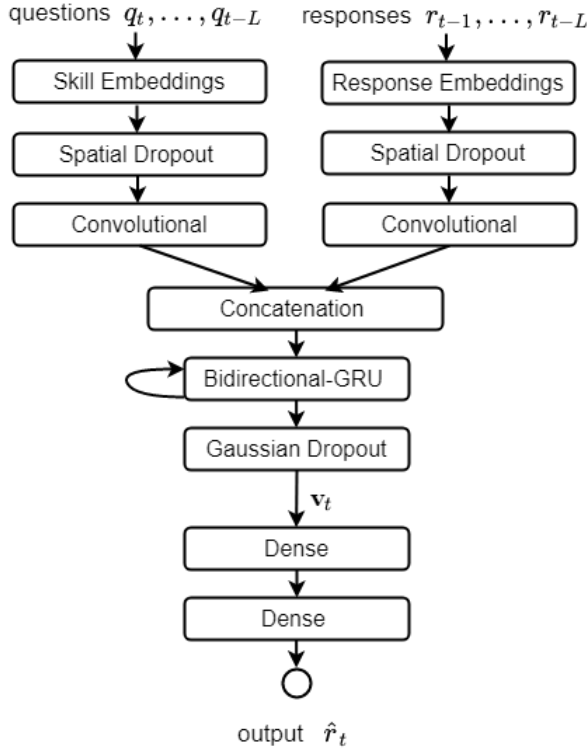 questions q_t, ..., q_{t-L} responses r_{t-1}, ..., r_{t-L}
Skill Embeddings Response Embeddings
Spatial Dropout Spatial Dropout
Convolutional Convolutional
Concatenation
Bidirectional-GRU
Gaussian Dropout
v_t
Dense
Dense
output r̂_t